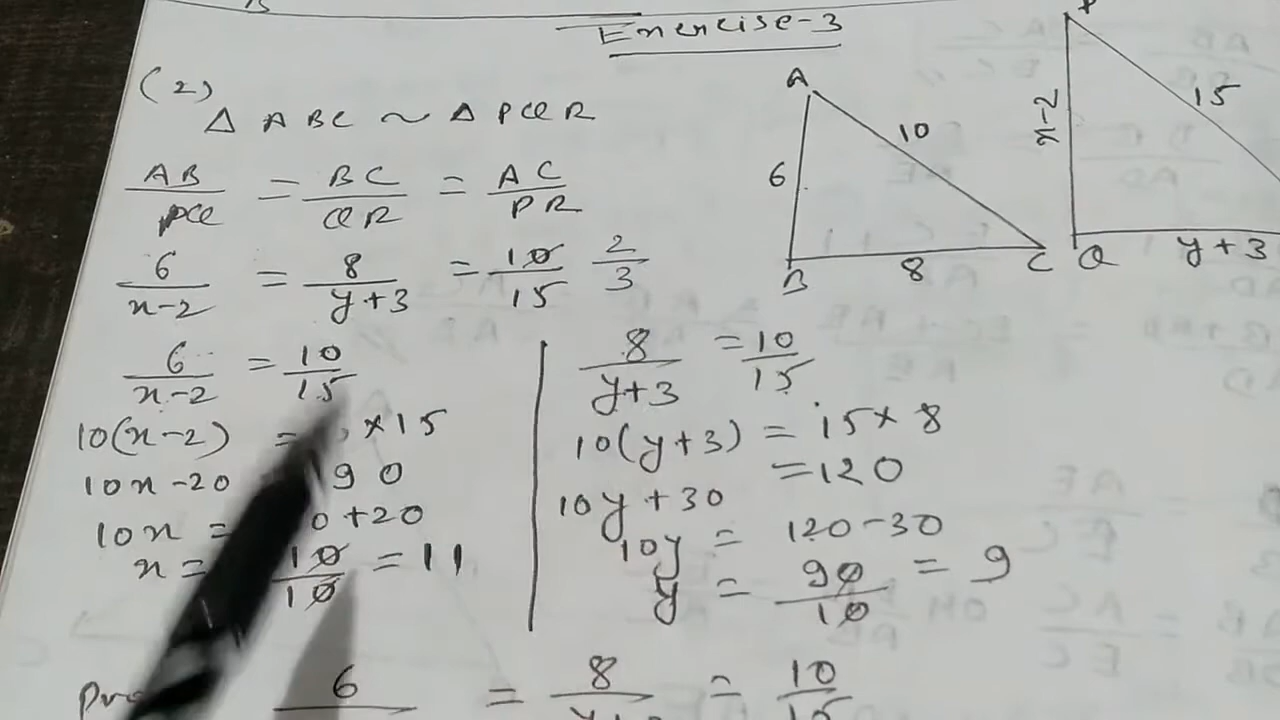 Exercise-3
(2)
Δ ABC ~ Δ PQR
AB/PQ = BC/QR = AC/PR
6/x-2 = 8/y+3 = 10/15 2/3
6/x-2 = 10/15
10(x-2) = × 15
10x-20 90
10x = 0+20
x = 10/10 = 11
8/y+3 = 10/15
10(y+3) = 15 × 8
10y + 30 = 120
10y = 120-30
y = 90/10 = 9
6 = 8 = 10/15
A
10
6
B
8
C
P
15
x-2
Q
y+3